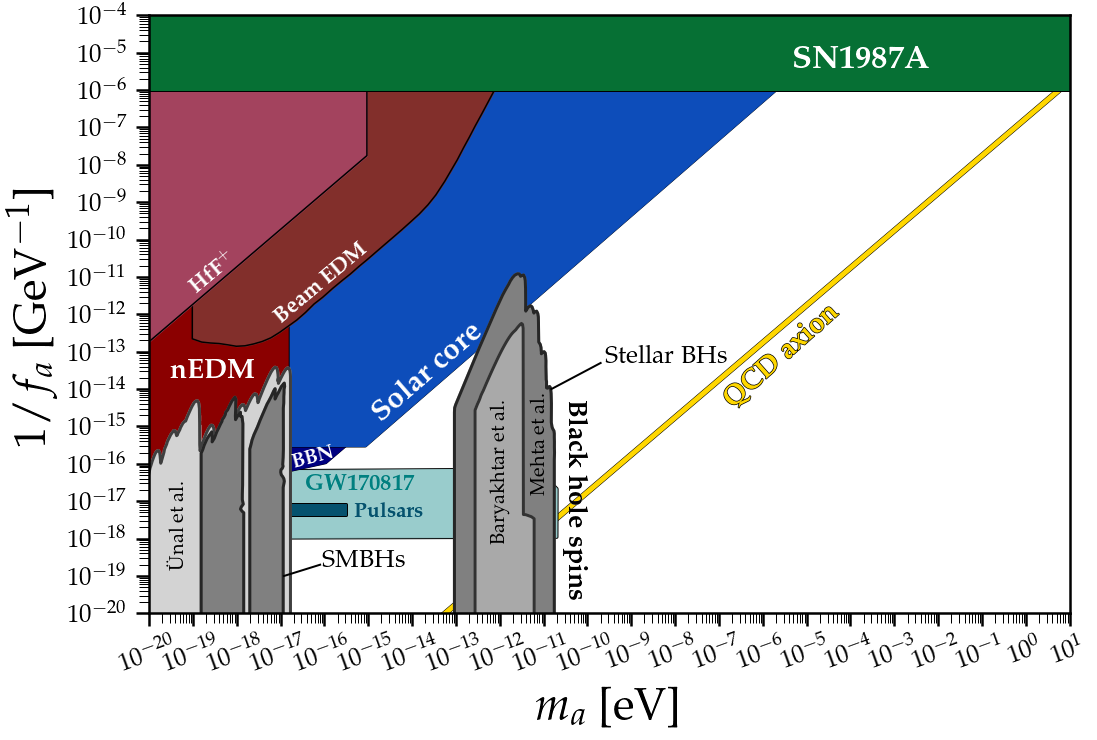 10⁻⁴
10⁻⁵
10⁻⁶
10⁻⁷
10⁻⁸
10⁻⁹
10⁻¹⁰
10⁻¹¹
10⁻¹²
10⁻¹³
10⁻¹⁴
10⁻¹⁵
10⁻¹⁶
10⁻¹⁷
10⁻¹⁸
10⁻¹⁹
10⁻²⁰
1/fₐ [GeV⁻¹]
SN1987A
HfF⁺
Beam EDM
nEDM
Solar core
QCD axion
Stellar BHs
Black hole spins
BBN
GW170817
Pulsars
SMBHs
Ünal et al.
Baryakhtar et al.
Mehta et al.
10⁻²⁰ 10⁻¹⁹ 10⁻¹⁸ 10⁻¹⁷ 10⁻¹⁶ 10⁻¹⁵ 10⁻¹⁴ 10⁻¹³ 10⁻¹² 10⁻¹¹ 10⁻¹⁰ 10⁻⁹ 10⁻⁸ 10⁻⁷ 10⁻⁶ 10⁻⁵ 10⁻⁴ 10⁻³ 10⁻² 10⁻¹ 10⁰ 10¹
mₐ [eV]